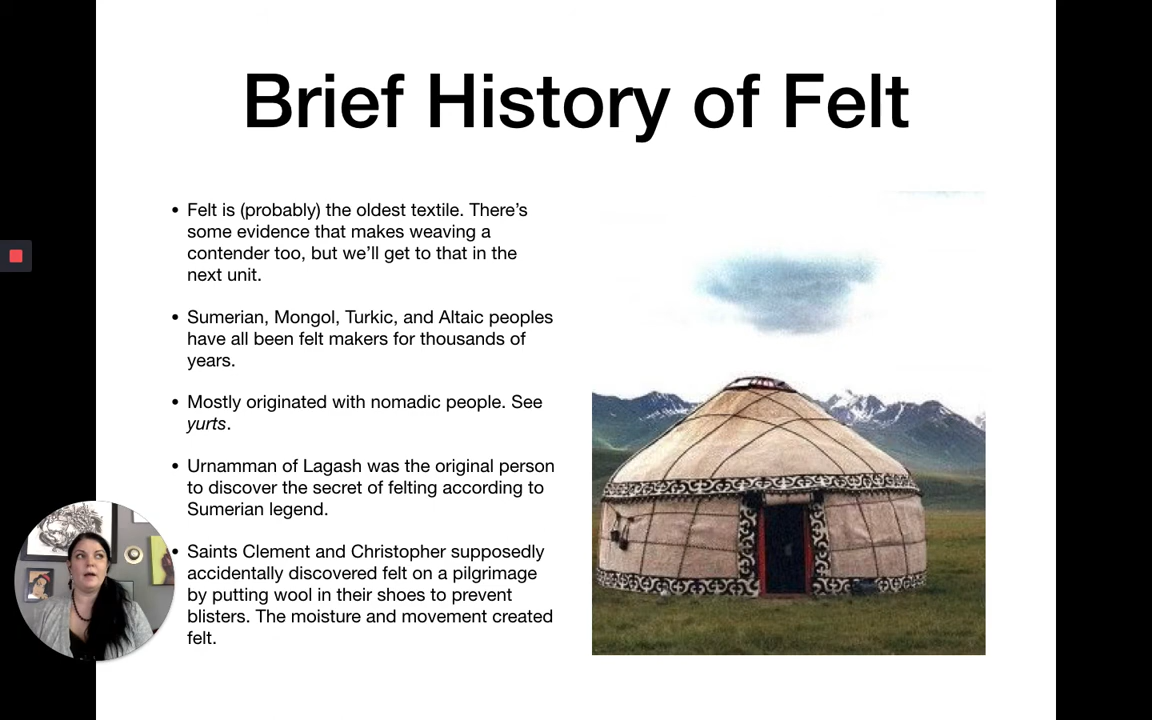 Brief History of Felt
• Felt is (probably) the oldest textile. There’s
some evidence that makes weaving a
contender too, but we’ll get to that in the
next unit.
• Sumerian, Mongol, Turkic, and Altaic peoples
have all been felt makers for thousands of
years.
• Mostly originated with nomadic people. See
yurts.
• Urnamman of Lagash was the original person
to discover the secret of felting according to
Sumerian legend.
• Saints Clement and Christopher supposedly
accidentally discovered felt on a pilgrimage
by putting wool in their shoes to prevent
blisters. The moisture and movement created
felt.